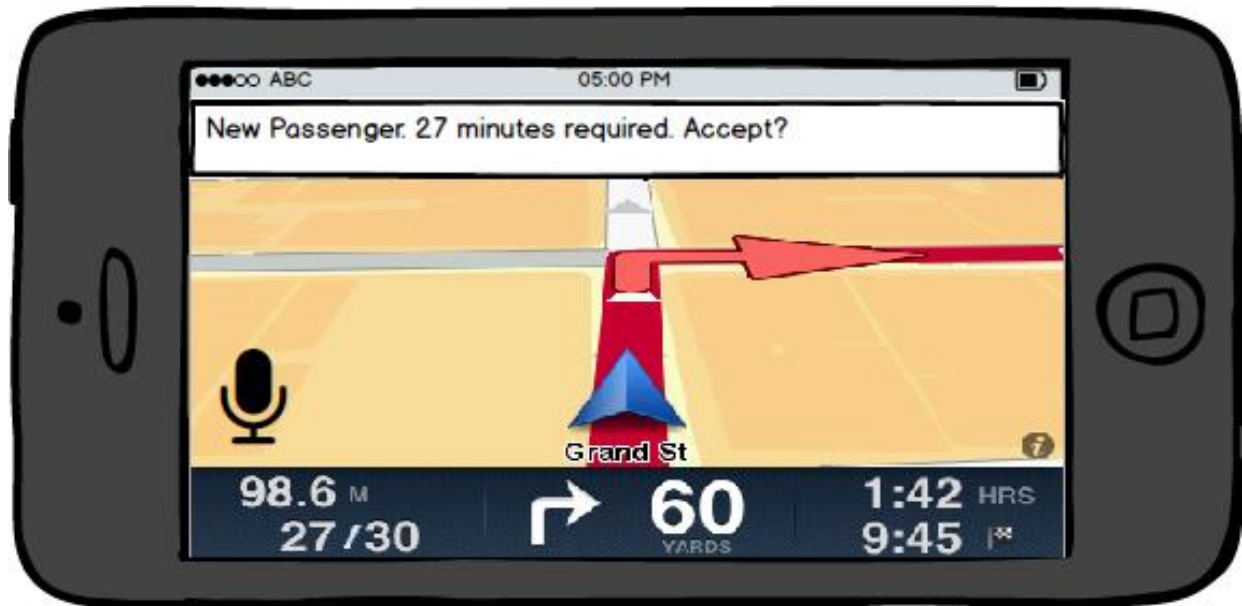 ABC 05:00 PM
New Passenger. 27 minutes required. Accept?
Grand St
i
98.6 M 60 1:42 HRS
27/30 YARDS 9:45